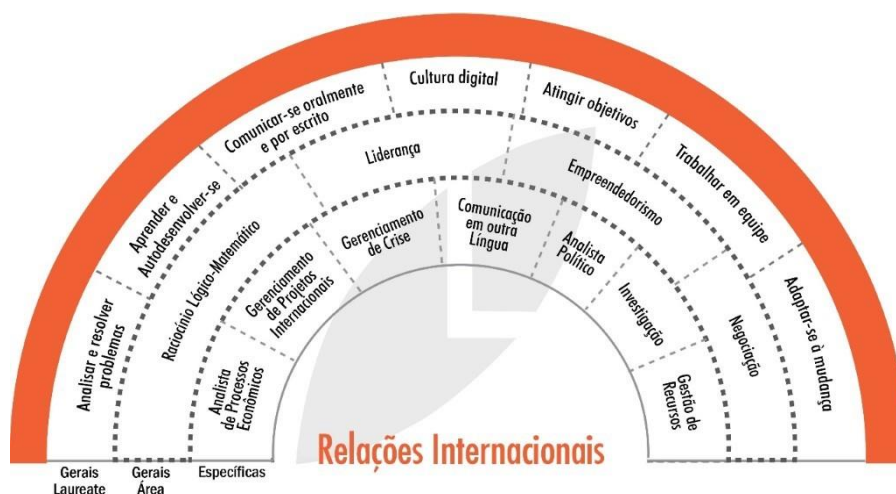 Analisar e resolver
problemas
Aprender e
Autodesenvolver-se
Comunicar-se oralmente
e por escrito
Cultura digital
Atingir objetivos
Trabalhar em equipe
Adaptar-se à mudança
Raciocínio Lógico-Matemático
Liderança
Empreendedorismo
Negociação
Analista
de Processos
Econômicos
Gerenciamento
de Projetos
Internacionais
Gerenciamento
de Crise
Comunicação
em outra
Língua
Analista
Político
Investigação
Gestão de
Recursos
Relações Internacionais
Gerais
Laureate
Gerais
Área
Específicas